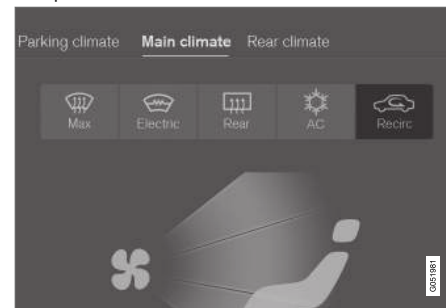 Parking climate Main climate Rear climate
Max Electric Rear AC Recirc
G051981